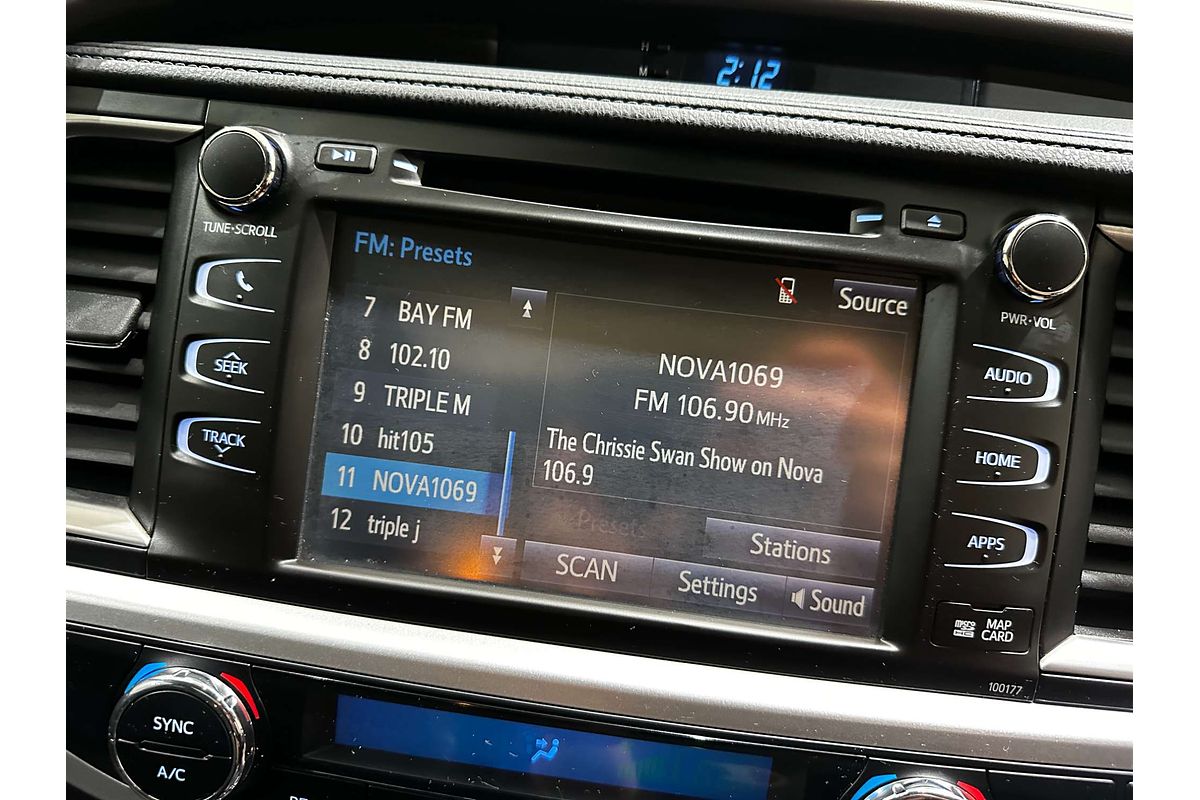 H
M
2:12
TUNE•SCROLL
SEEK
TRACK
FM: Presets
7 BAY FM
8 102.10
9 TRIPLE M
10 hit105
11 NOVA1069
12 triple j
Source
NOVA1069
FM 106.90 MHz
The Chrissie Swan Show on Nova
106.9
Presets
Stations
SCAN
Settings
Sound
PWR•VOL
AUDIO
HOME
APPS
micro
MAP
CARD
100177
SYNC
A/C